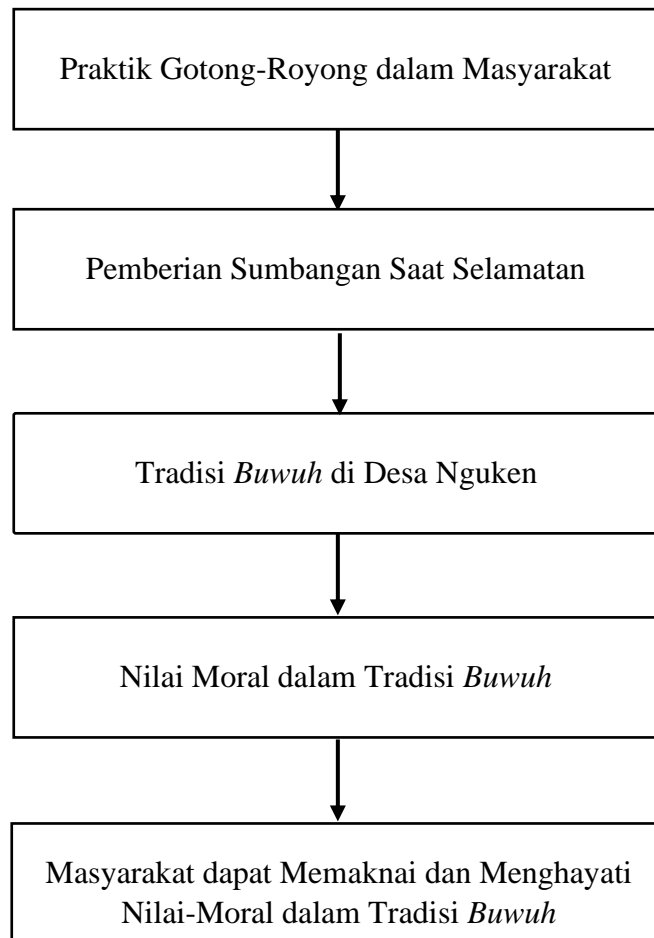 Praktik Gotong-Royong dalam Masyarakat
Pemberian Sumbangan Saat Selamatan
Tradisi Buwuh di Desa Nguken
Nilai Moral dalam Tradisi Buwuh
Masyarakat dapat Memaknai dan Menghayati
Nilai-Moral dalam Tradisi Buwuh